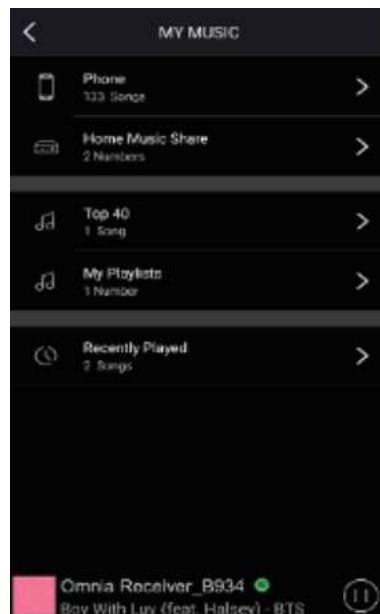 MY MUSIC
Phone
133 Songs
Home Music Share
2 Numbers
Top 40
1 Song
My Playlists
1 Number
Recently Played
2 Songs
Omnia Receiver_B934
Boy With Luv (feat. Halsey) - BTS